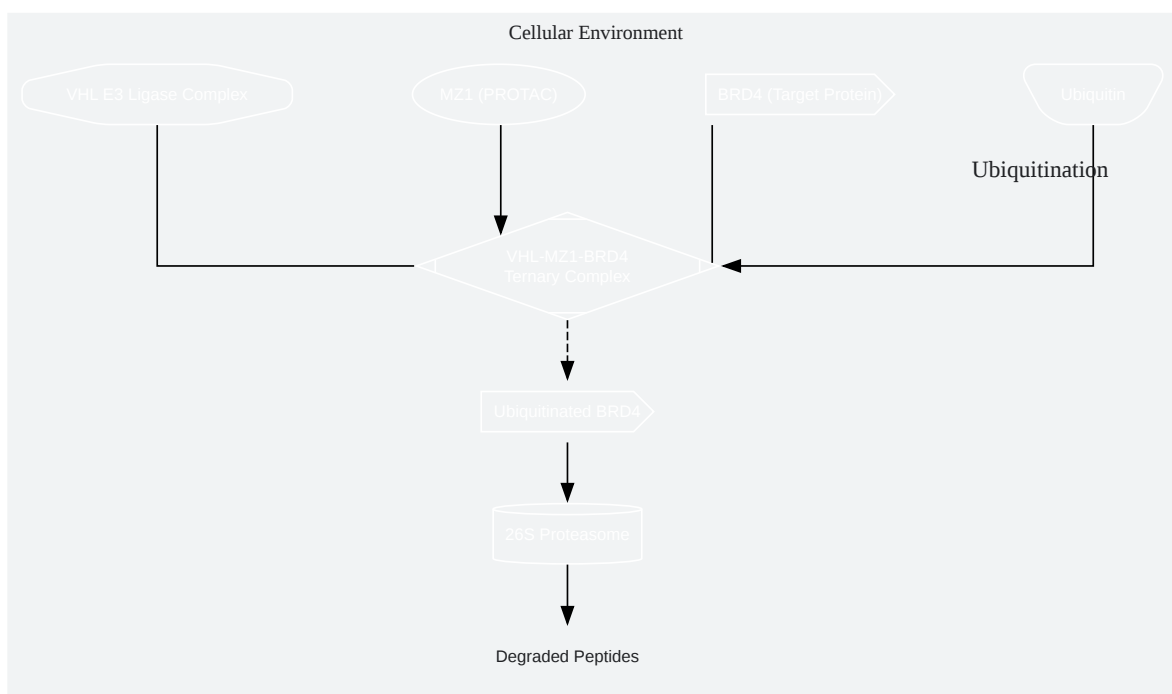 Cellular Environment
VHL E3 Ligase Complex
MZ1 (PROTAC)
BRD4 (Target Protein)
Ubiquitin
Ubiquitination
VHL-MZ1-BRD4
Ternary Complex
Ubiquitinated BRD4
26S Proteasome
Degraded Peptides